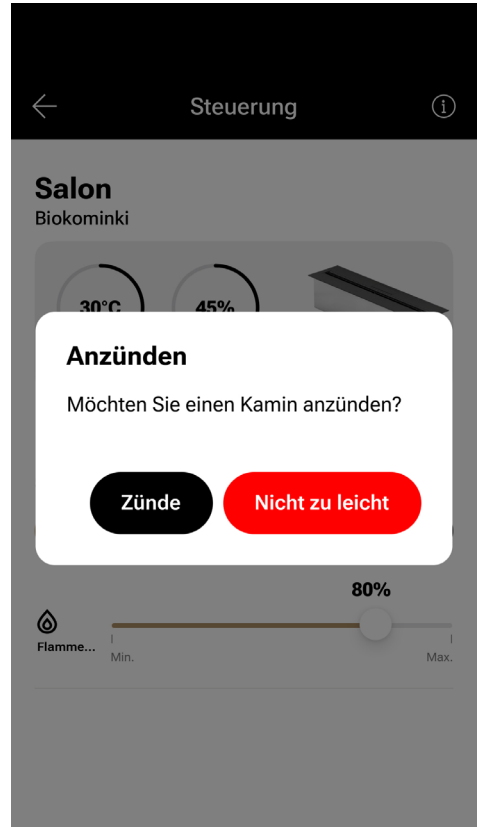 Steuerung
Salon
Biokominki
30°C
45%
Anzünden
Möchten Sie einen Kamin anzünden?
Zünde
Nicht zu leicht
80%
Flamme...
Min.
Max.